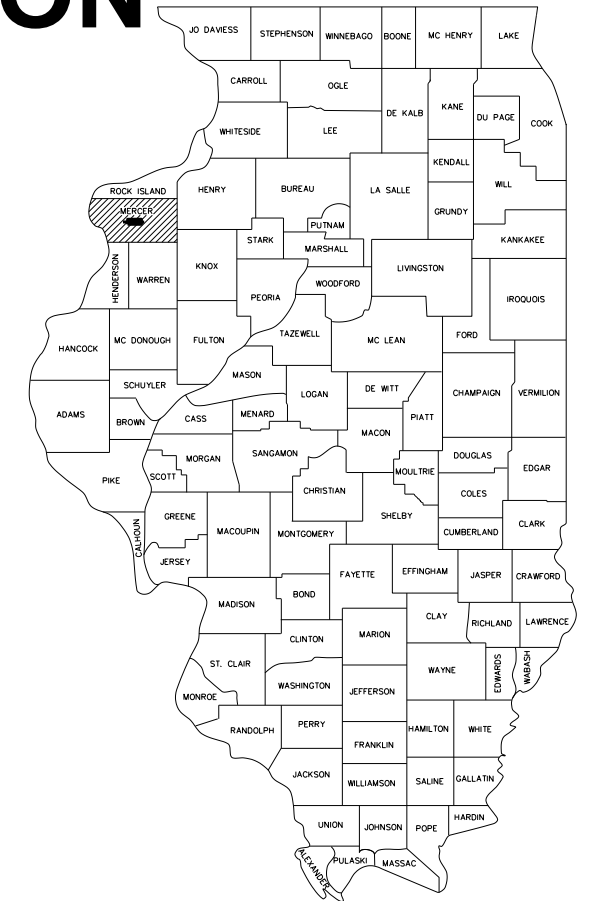 ON
JO DAVIESS
STEPHENSON
WINNEBAGO
BOONE
MC HENRY
LAKE
CARROLL
OGLE
DE KALB
KANE
DU PAGE
COOK
WHITESIDE
LEE
KENDALL
WILL
ROCK ISLAND
HENRY
BUREAU
LA SALLE
GRUNDY
MERCER
PUTNAM
STARK
MARSHALL
KANKAKEE
HENDERSON
WARREN
KNOX
PEORIA
WOODFORD
LIVINGSTON
IROQUOIS
HANCOCK
MC DONOUGH
FULTON
TAZEWELL
MC LEAN
FORD
SCHUYLER
MASON
LOGAN
DE WITT
CHAMPAIGN
VERMILION
ADAMS
BROWN
CASS
MENARD
PIATT
MACON
MORGAN
SANGAMON
DOUGLAS
EDGAR
PIKE
SCOTT
CHRISTIAN
MOULTRIE
COLES
GREENE
MACOUPIN
MONTGOMERY
SHELBY
CLARK
CUMBERLAND
CALHOUN
JERSEY
FAYETTE
EFFINGHAM
JASPER
CRAWFORD
MADISON
BOND
CLAY
RICHLAND
LAWRENCE
CLINTON
MARION
ST. CLAIR
WAYNE
EDWARDS
WABASH
WASHINGTON
JEFFERSON
MONROE
RANDOLPH
PERRY
HAMILTON
WHITE
FRANKLIN
JACKSON
WILLIAMSON
SALINE
GALLATIN
UNION
JOHNSON
POPE
HARDIN
ALEXANDER
PULASKI
MASSAC